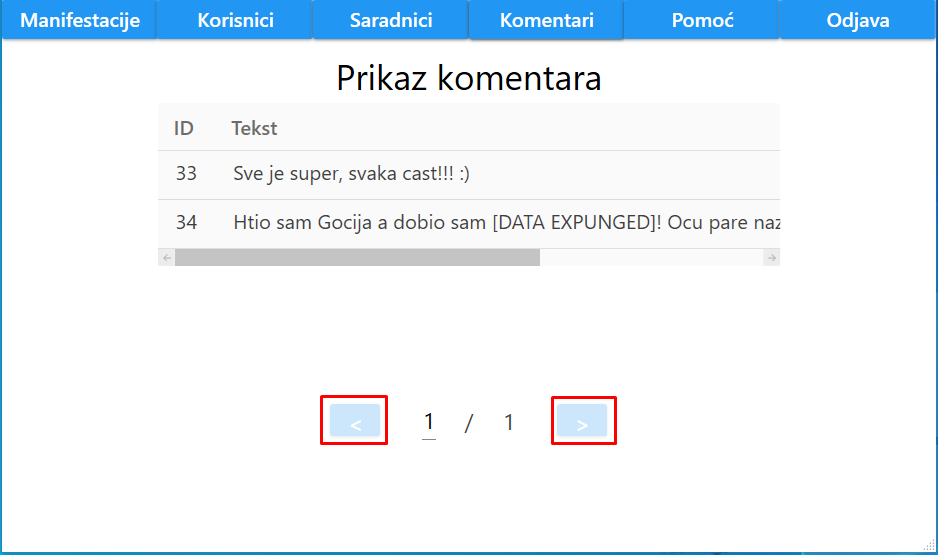 Manifestacije Korisnici Saradnici Komentari Pomoć Odjava
Prikaz komentara
ID Tekst
33 Sve je super, svaka cast!!! :)
34 Htio sam Gocija a dobio sam [DATA EXPUNGED]! Ocu pare naz
< 1 / 1 >